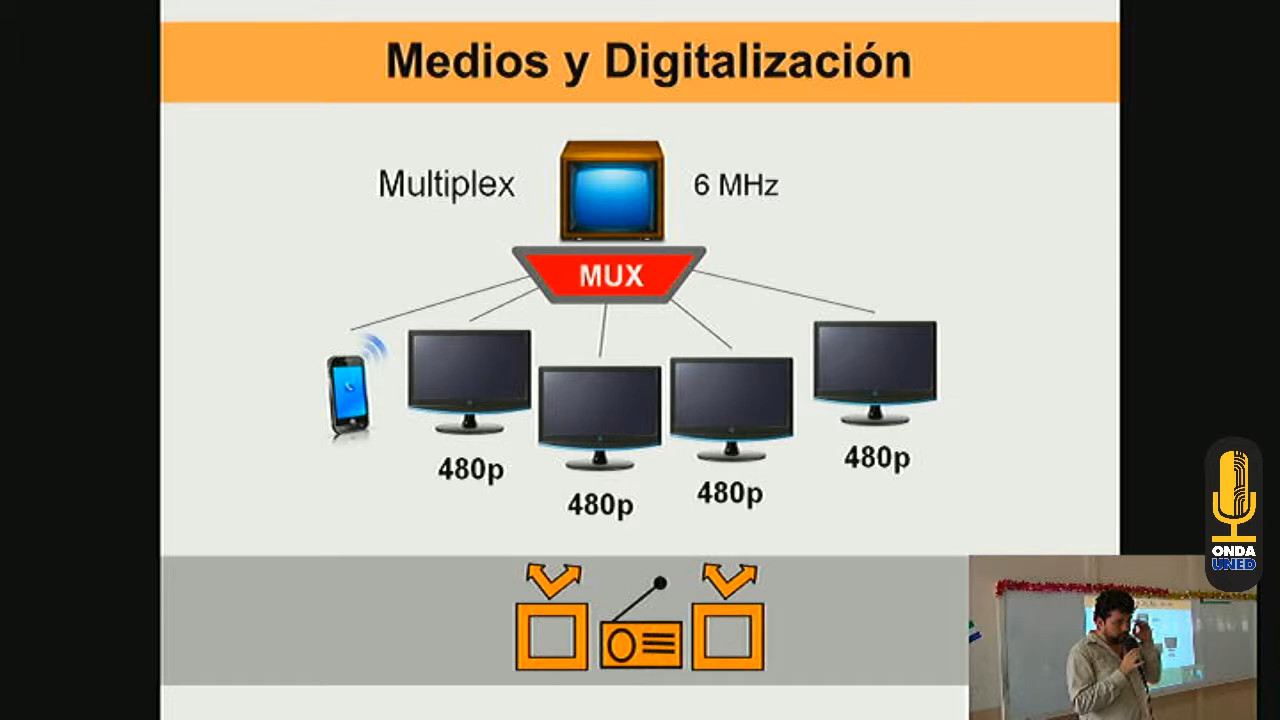 Medios y Digitalización
Multiplex
6 MHz
MUX
480p
480p
480p
480p
ONDA
UNED